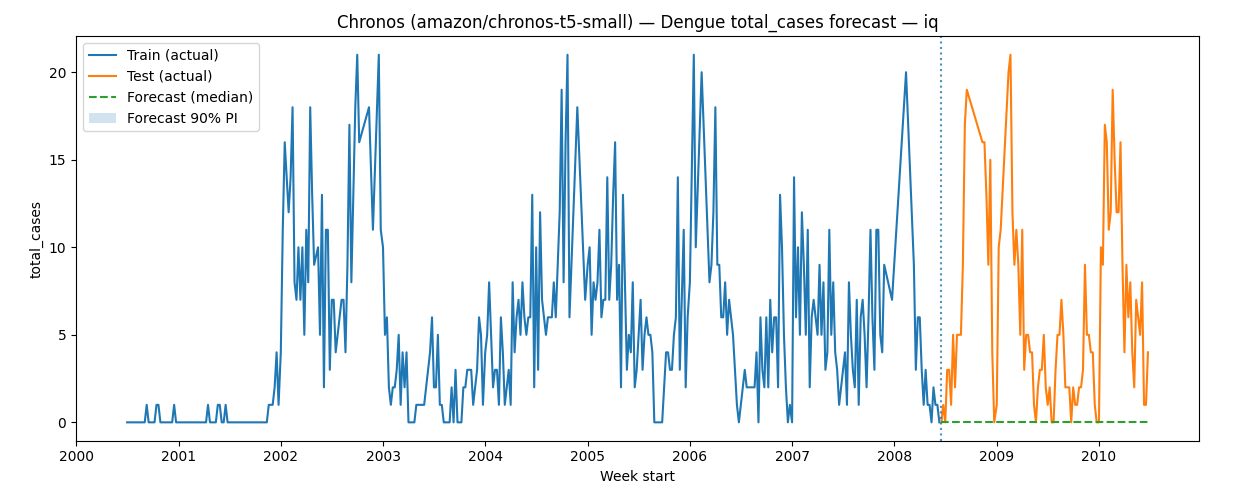 Chronos (amazon/chronos-t5-small) — Dengue total_cases forecast — iq
Train (actual)
Test (actual)
Forecast (median)
Forecast 90% PI
total_cases
20
15
10
5
0
2000 2001 2002 2003 2004 2005 2006 2007 2008 2009 2010
Week start